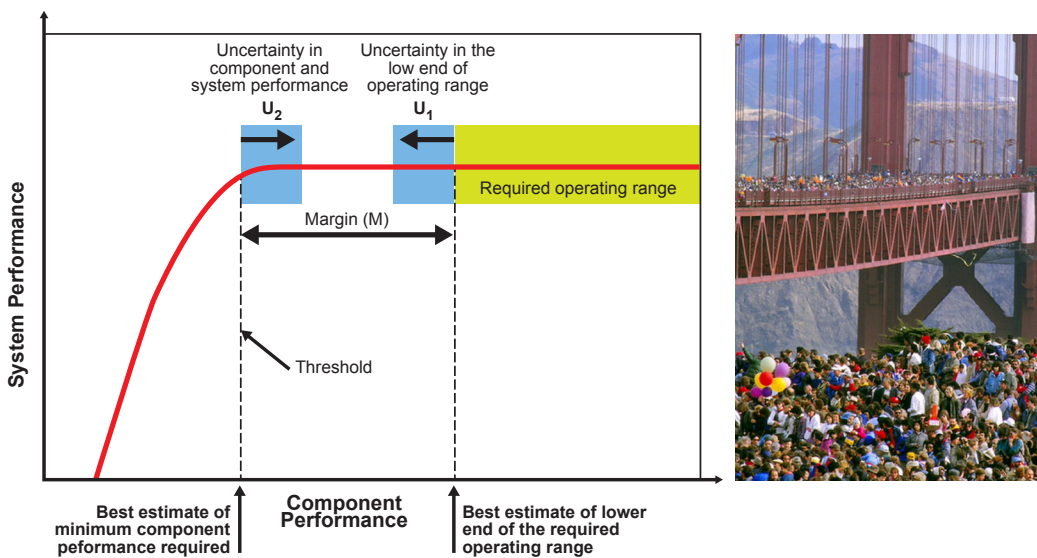 Uncertainty in
component and
system performance
U2
Uncertainty in the
low end of
operating range
U1
Required operating range
Margin (M)
Threshold
System Performance
Component
Performance
Best estimate of
minimum component
peformance required
Best estimate of lower
end of the required
operating range